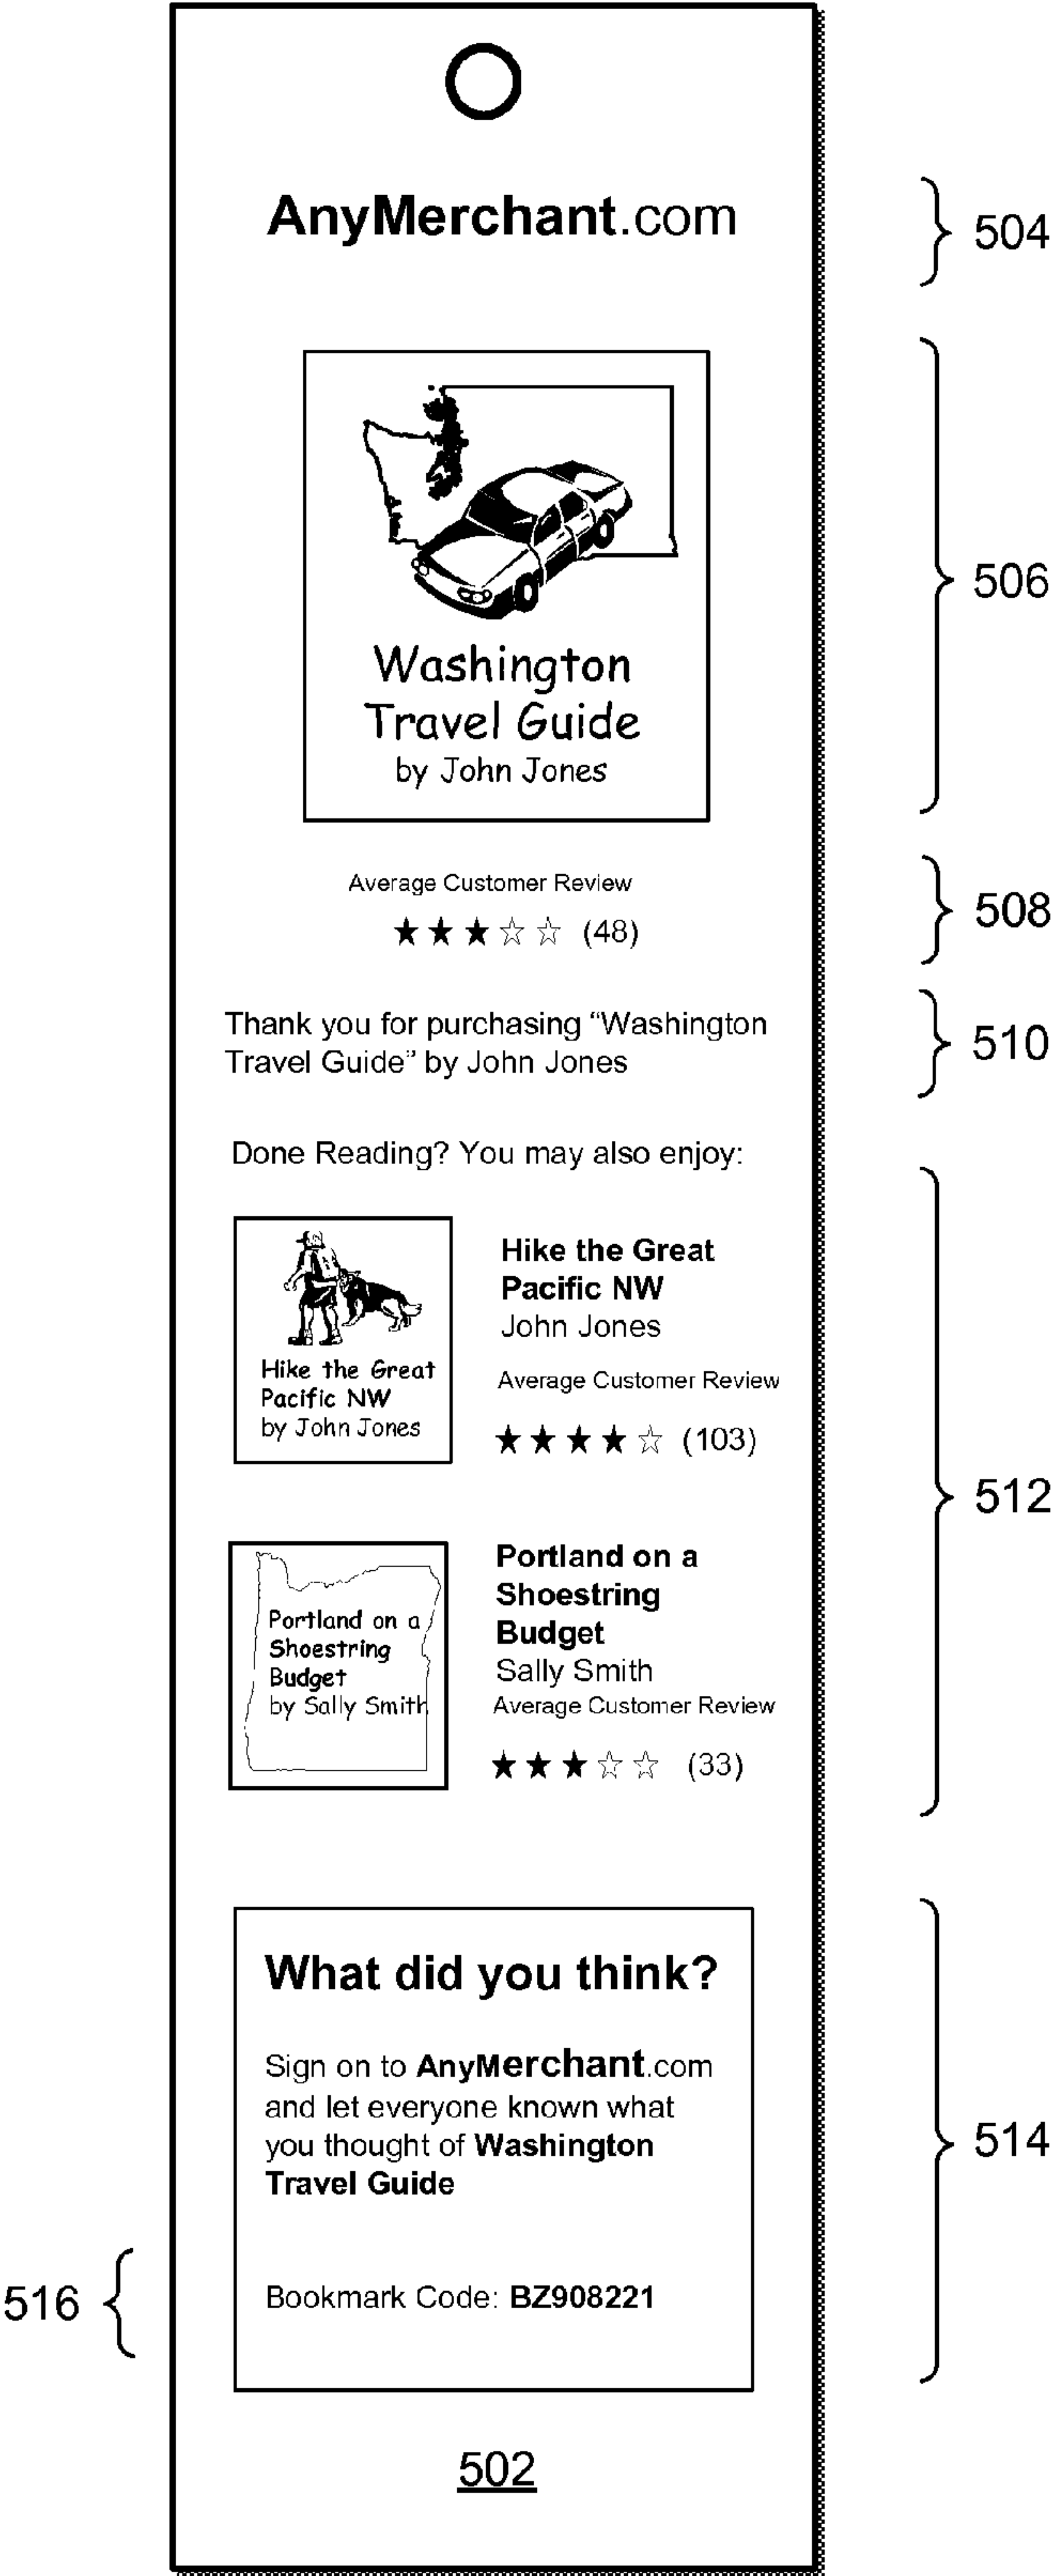 AnyMerchant.com
504
506
Washington
Travel Guide
by John Jones
Average Customer Review
★★★☆☆ (48)
508
Thank you for purchasing “Washington
Travel Guide” by John Jones
510
Done Reading? You may also enjoy:
Hike the Great
Pacific NW
by John Jones
Hike the Great
Pacific NW
John Jones
Average Customer Review
★★★★☆ (103)
512
Portland on a
Shoestring
Budget
by Sally Smith
Portland on a
Shoestring
Budget
Sally Smith
Average Customer Review
★★★☆☆ (33)
What did you think?
Sign on to AnyMerchant.com
and let everyone known what
you thought of Washington
Travel Guide
514
516
Bookmark Code: BZ908221
502